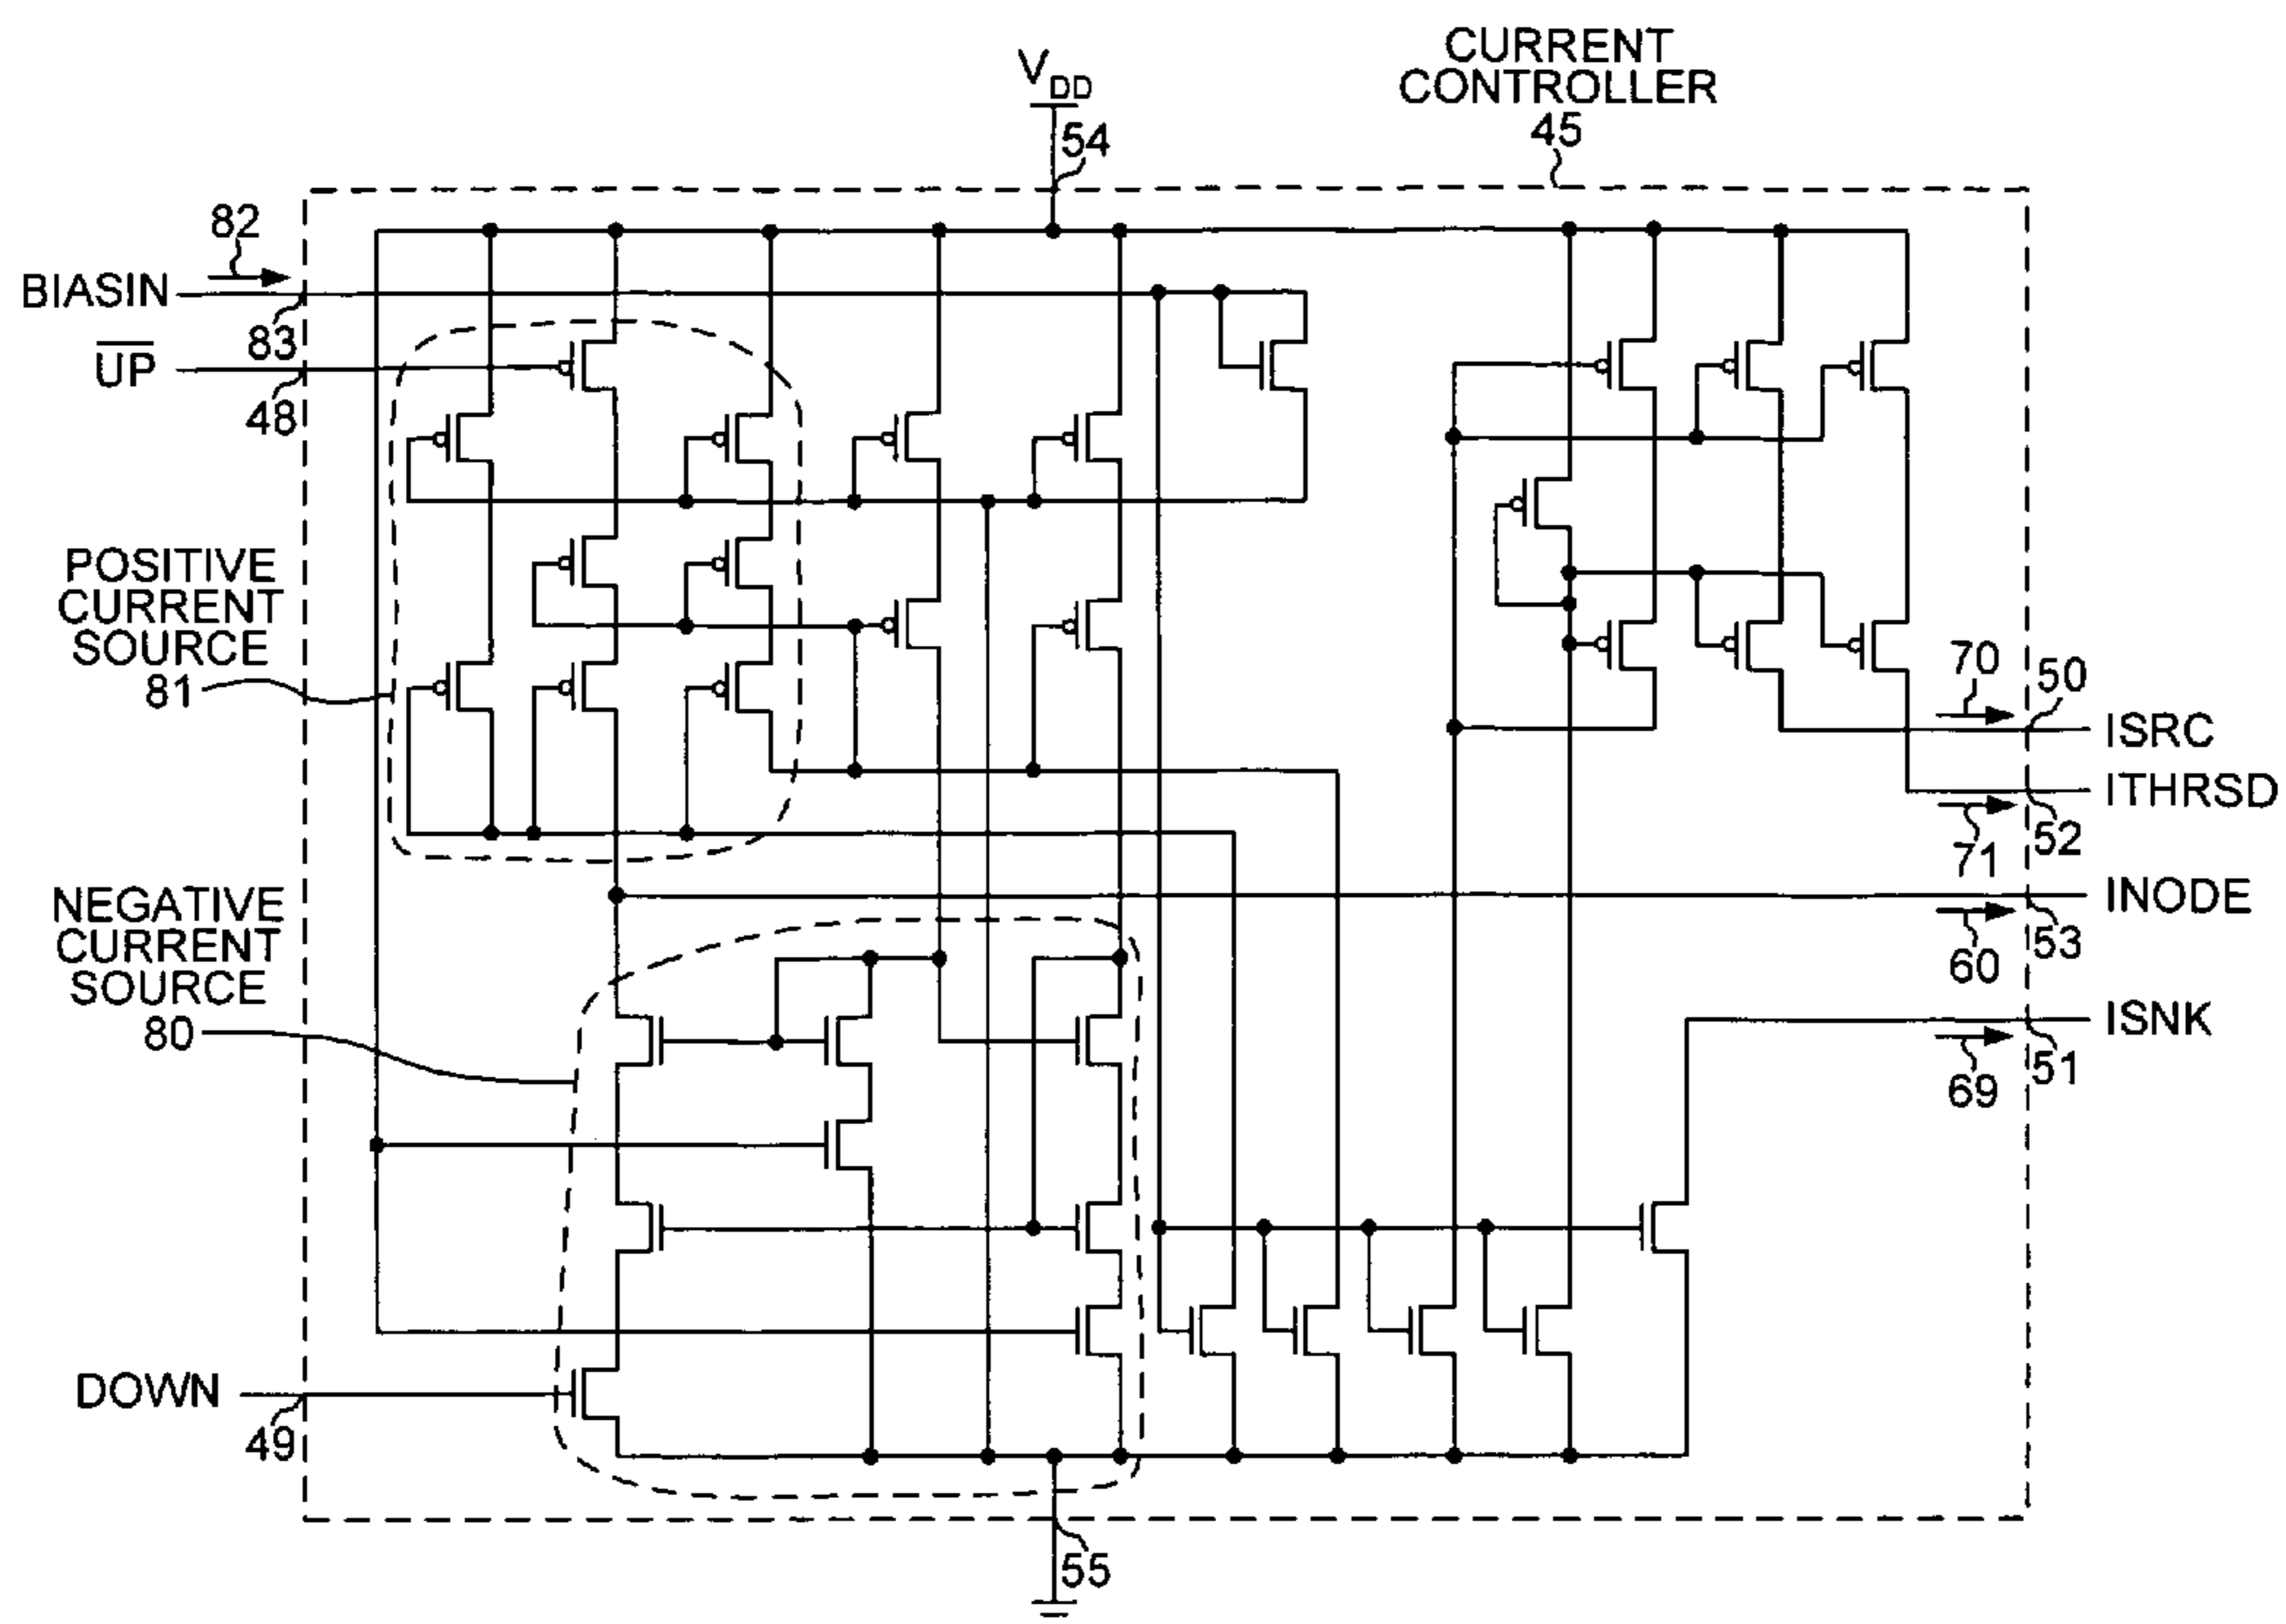 CURRENT
CONTROLLER
45
VDD
54
82
BIASIN
83
UP
48
POSITIVE
CURRENT
SOURCE
81
70
50
ISRC
ITHRSD
71
52
INODE
60
53
NEGATIVE
CURRENT
SOURCE
80
ISNK
69
51
DOWN
49
55